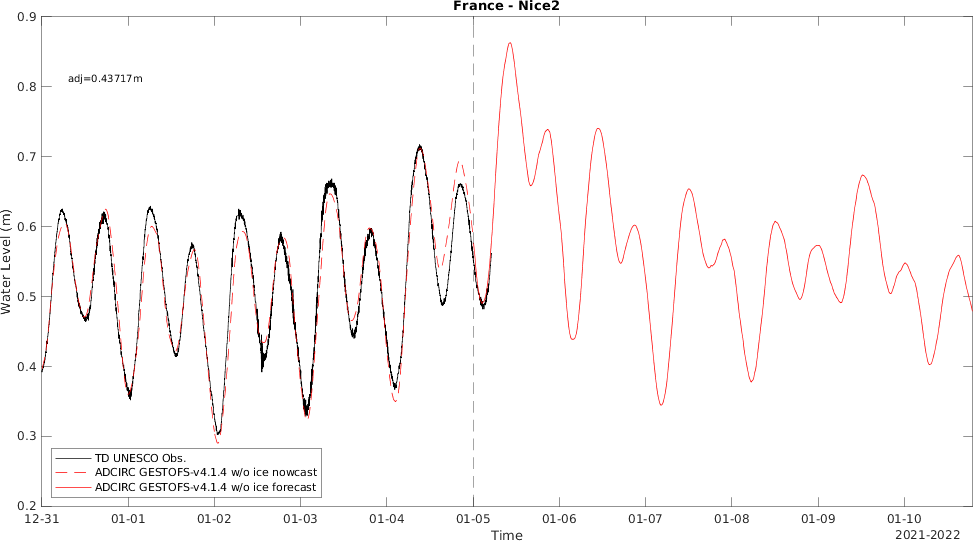 France - Nice2
adj=0.43717m
Water Level (m)
0.9
0.8
0.7
0.6
0.5
0.4
0.3
0.2
TD UNESCO Obs.
ADCIRC GESTOFS-v4.1.4 w/o ice nowcast
ADCIRC GESTOFS-v4.1.4 w/o ice forecast
12-31 01-01 01-02 01-03 01-04 01-05 01-06 01-07 01-08 01-09 01-10
Time
2021-2022